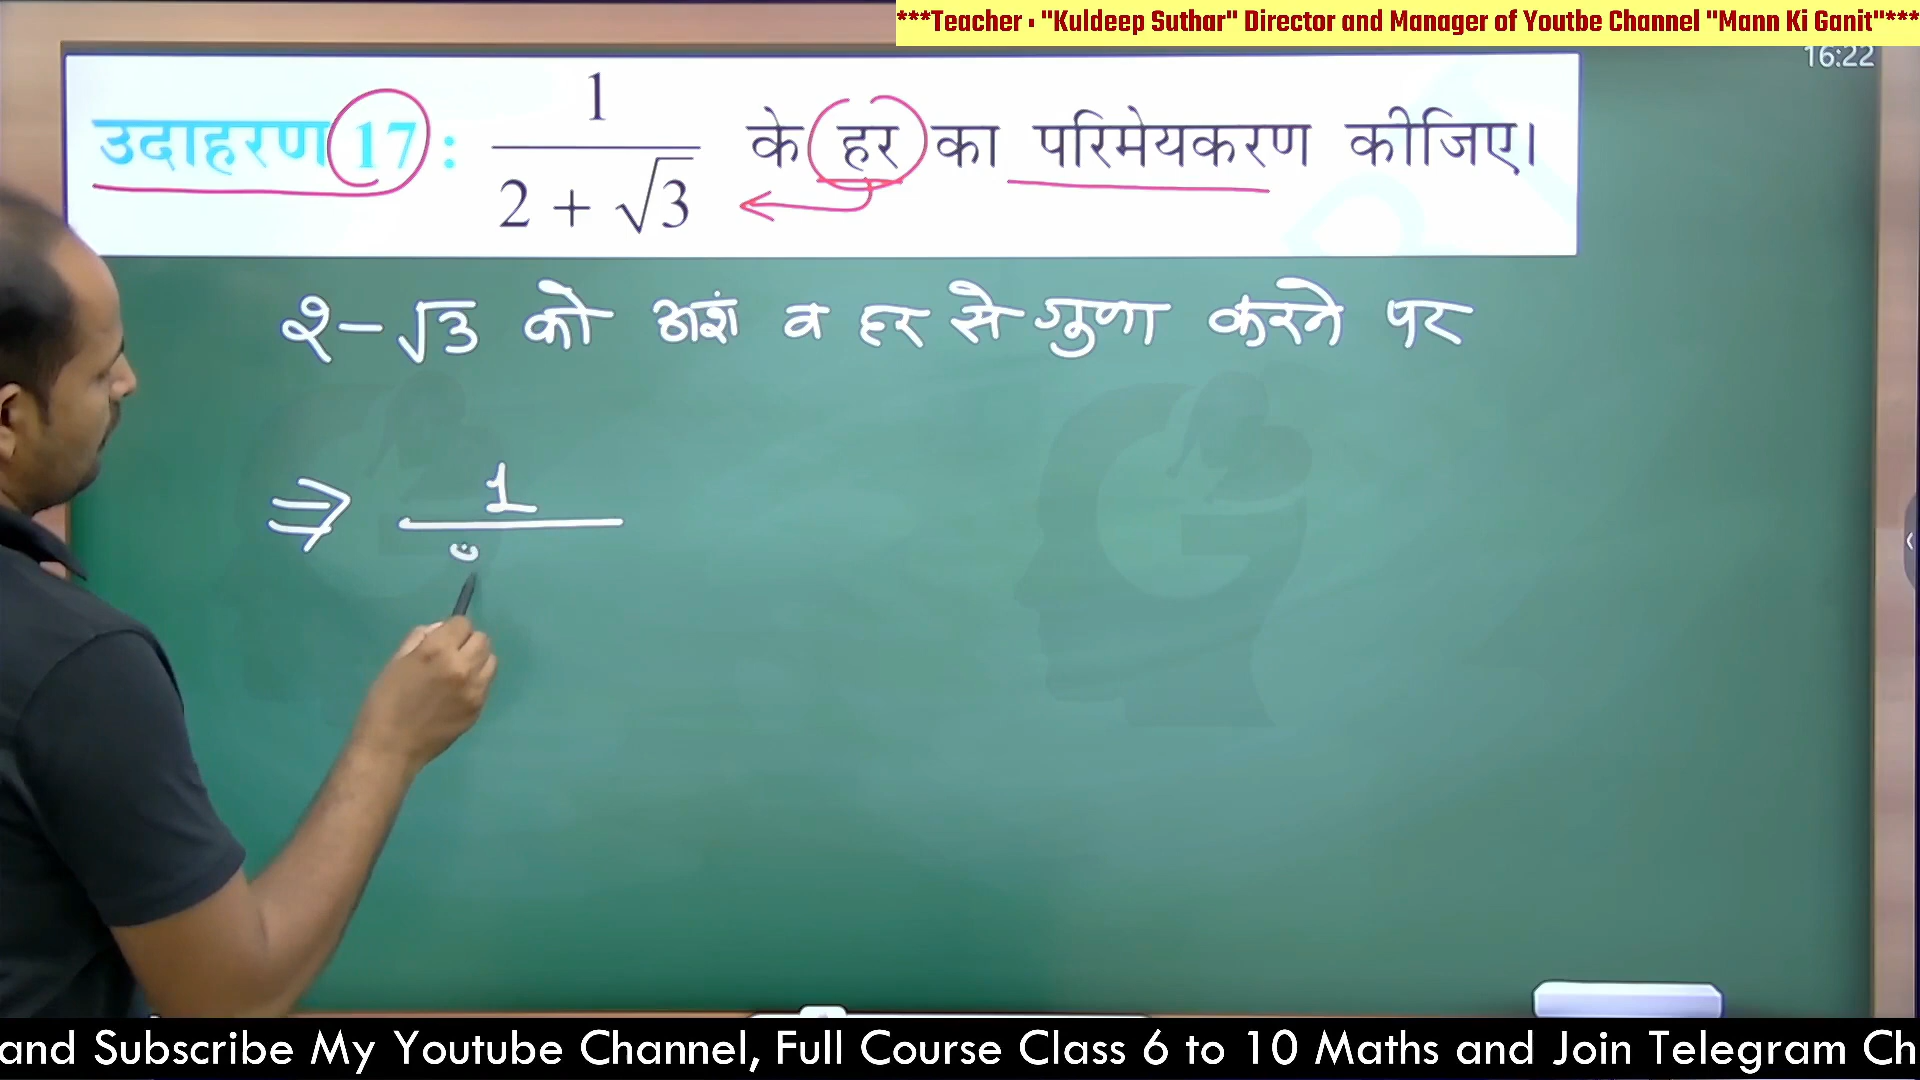 ***Teacher : "Kuldeep Suthar" Director and Manager of Youtbe Channel "Mann Ki Ganit"***
16:22
उदाहरण 17 : 1 / 2 + √3 के हर का परिमेयकरण कीजिए।
2 - √3 को अशं व हर से गुणा करने पर
⇒ 1
and Subscribe My Youtube Channel, Full Course Class 6 to 10 Maths and Join Telegram Ch